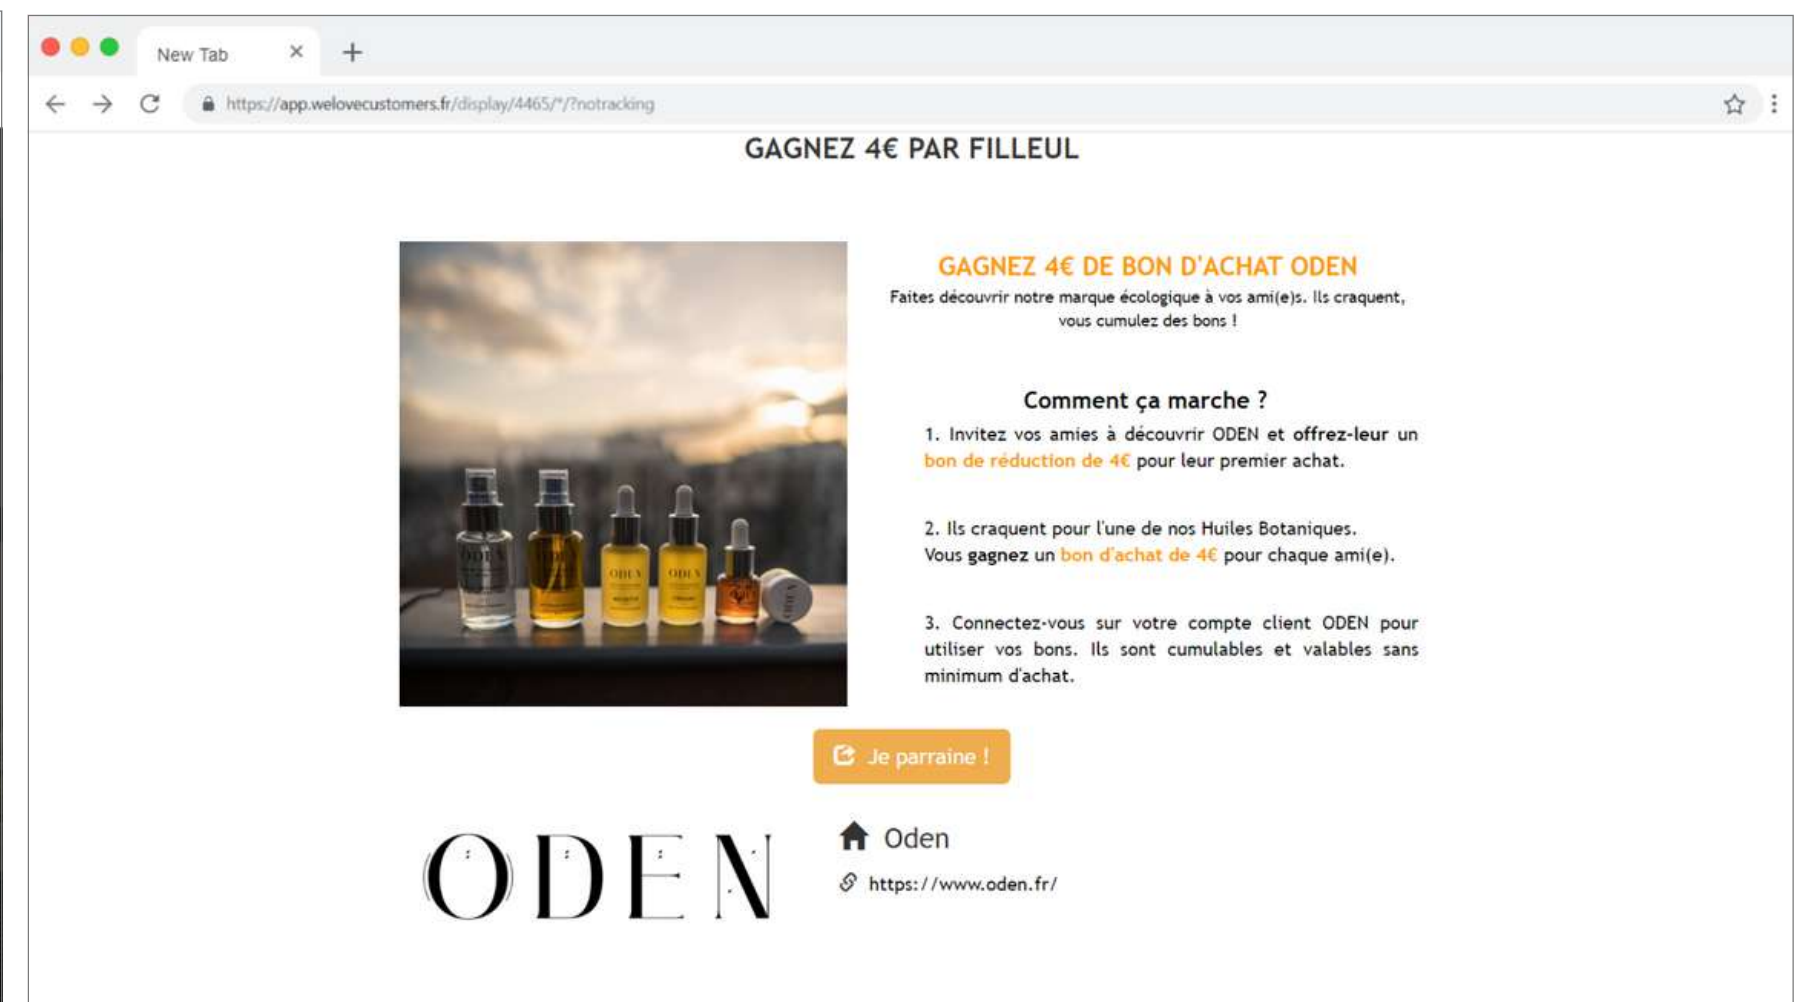 New Tab
https://app.welovecustomers.fr/display/4465/*/?notracking
GAGNEZ 4€ PAR FILLEUL
GAGNEZ 4€ DE BON D'ACHAT ODEN
Faites découvrir notre marque écologique à vos ami(e)s. Ils craquent,
vous cumulez des bons !
Comment ça marche ?
1. Invitez vos amies à découvrir ODEN et offrez-leur un
bon de réduction de 4€ pour leur premier achat.
2. Ils craquent pour l'une de nos Huiles Botaniques.
Vous gagnez un bon d'achat de 4€ pour chaque ami(e).
3. Connectez-vous sur votre compte client ODEN pour
utiliser vos bons. Ils sont cumulables et valables sans
minimum d'achat.
ODEN
ODEN
ODEN
ODEN
ODEN
Je parraine !
ODEN
Oden
https://www.oden.fr/